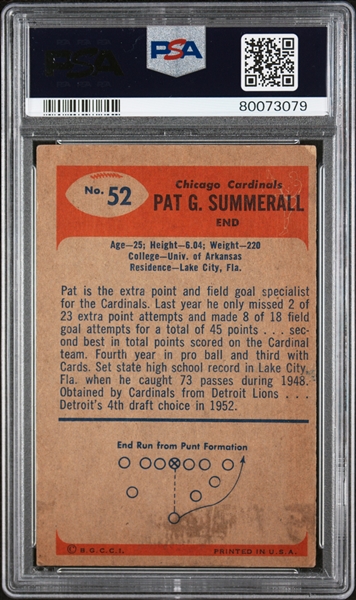 PSA
PSA
80073079
No. 52
Chicago Cardinals
PAT G. SUMMERALL
END
Age—25; Height—6.04; Weight—220
College—Univ. of Arkansas
Residence—Lake City, Fla.
Pat is the extra point and field goal specialist
for the Cardinals. Last year he only missed 2 of
23 extra point attempts and made 8 of 18 field
goal attempts for a total of 45 points . . . sec-
ond best in total points scored on the Cardinal
team. Fourth year in pro ball and third with
Cards. Set state high school record in Lake City,
Fla. when he caught 73 passes during 1948.
Obtained by Cardinals from Detroit Lions . . .
Detroit's 4th draft choice in 1952.
End Run from Punt Formation
© B.G.C.C.I.
PRINTED IN U.S.A.